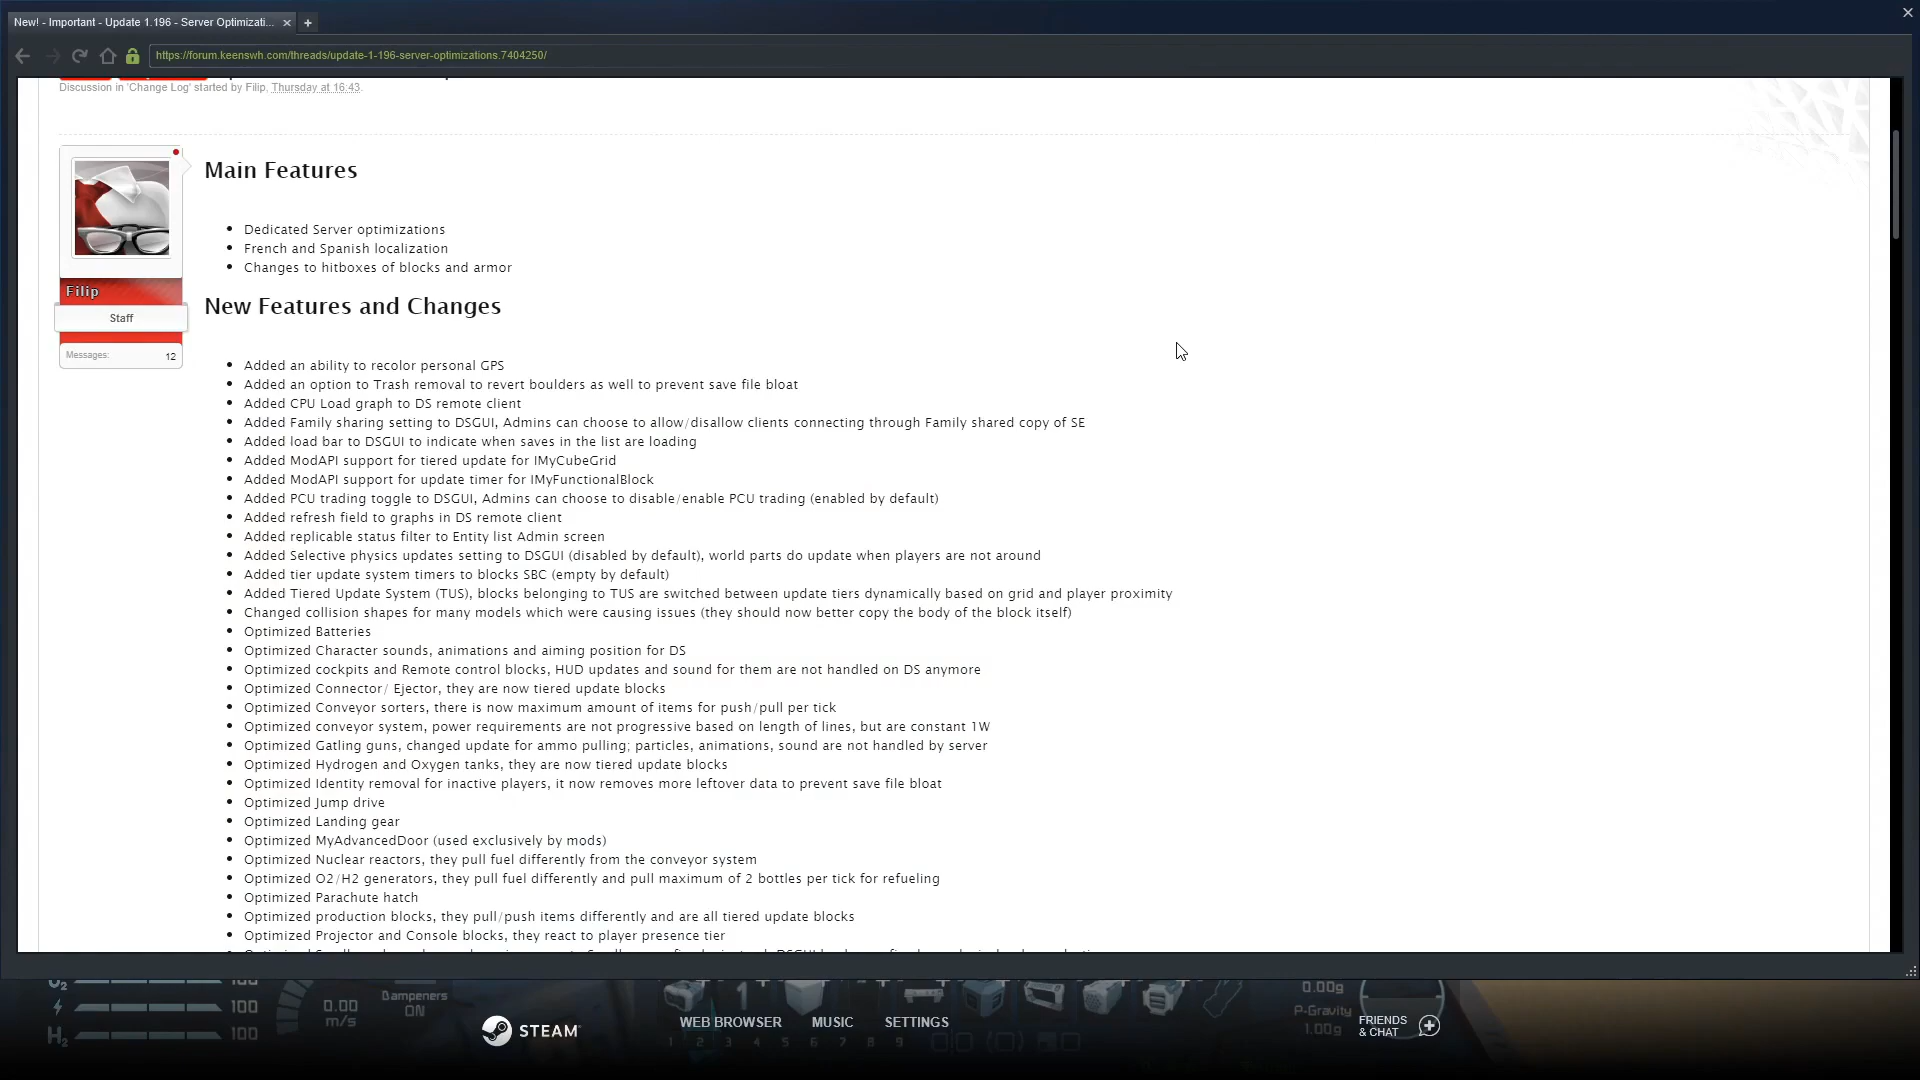 New! - Important - Update 1.196 - Server Optimizati...
https://forum.keenswh.com/threads/update-1-196-server-optimizations.7404250/
Discussion in 'Change Log' started by Filip, Thursday at 16:43.
Main Features
Dedicated Server optimizations
French and Spanish localization
Changes to hitboxes of blocks and armor
Filip
Staff
Messages: 12
New Features and Changes
Added an ability to recolor personal GPS
Added an option to Trash removal to revert boulders as well to prevent save file bloat
Added CPU Load graph to DS remote client
Added Family sharing setting to DSGUI, Admins can choose to allow/disallow clients connecting through Family shared copy of SE
Added load bar to DSGUI to indicate when saves in the list are loading
Added ModAPI support for tiered update for IMyCubeGrid
Added ModAPI support for update timer for IMyFunctionalBlock
Added PCU trading toggle to DSGUI, Admins can choose to disable/enable PCU trading (enabled by default)
Added refresh field to graphs in DS remote client
Added replicable status filter to Entity list Admin screen
Added Selective physics updates setting to DSGUI (disabled by default), world parts do update when players are not around
Added tier update system timers to blocks SBC (empty by default)
Added Tiered Update System (TUS), blocks belonging to TUS are switched between update tiers dynamically based on grid and player proximity
Changed collision shapes for many models which were causing issues (they should now better copy the body of the block itself)
Optimized Batteries
Optimized Character sounds, animations and aiming position for DS
Optimized cockpits and Remote control blocks, HUD updates and sound for them are not handled on DS anymore
Optimized Connector/ Ejector, they are now tiered update blocks
Optimized Conveyor sorters, there is now maximum amount of items for push/pull per tick
Optimized conveyor system, power requirements are not progressive based on length of lines, but are constant 1W
Optimized Gatling guns, changed update for ammo pulling; particles, animations, sound are not handled by server
Optimized Hydrogen and Oxygen tanks, they are now tiered update blocks
Optimized Identity removal for inactive players, it now removes more leftover data to prevent save file bloat
Optimized Jump drive
Optimized Landing gear
Optimized MyAdvancedDoor (used exclusively by mods)
Optimized Nuclear reactors, they pull fuel differently from the conveyor system
Optimized O2/H2 generators, they pull fuel differently and pull maximum of 2 bottles per tick for refueling
Optimized Parachute hatch
Optimized production blocks, they pull/push items differently and are all tiered update blocks
Optimized Projector and Console blocks, they react to player presence tier
O2 100
100
H2 100
0.00 m/s
Dampeners ON
STEAM
WEB BROWSER MUSIC SETTINGS
1 2 3 4 5 6 7 8 9
0.00g
P-Gravity
1.00g
FRIENDS & CHAT